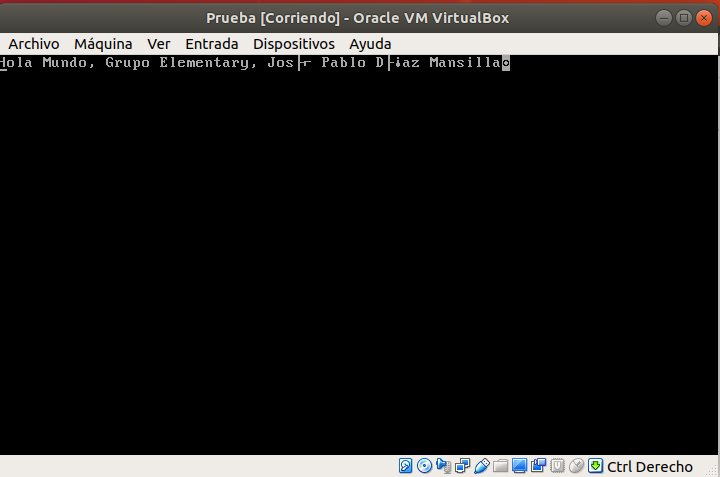 Prueba [Corriendo] - Oracle VM VirtualBox
Archivo Máquina Ver Entrada Dispositivos Ayuda
Hola Mundo, Grupo Elementary, Jos├⌐ Pablo D├¡az Mansilla
Ctrl Derecho